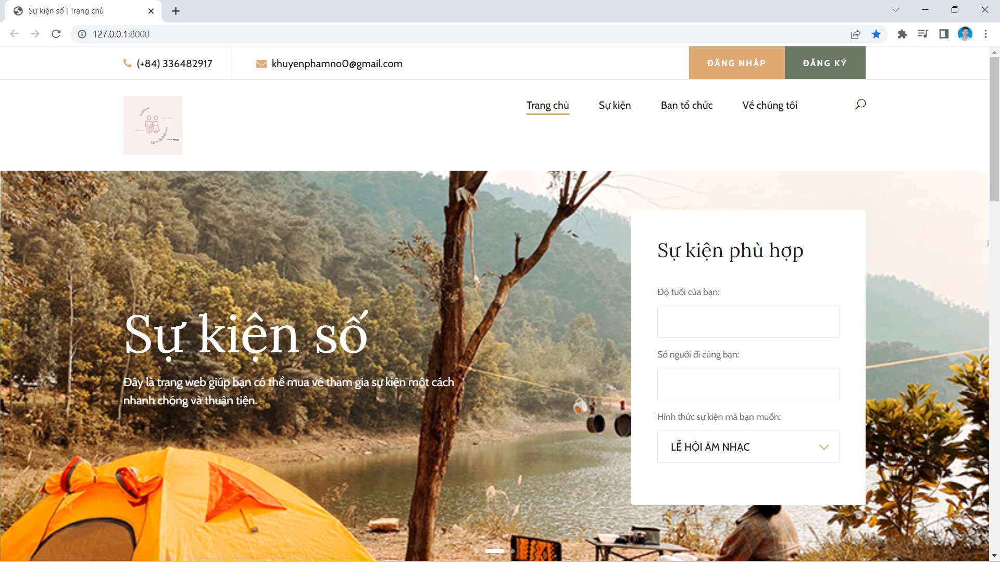 Sự kiện số | Trang chủ
127.0.0.1:8000
(+84) 336482917
khuyenphamno0@gmail.com
ĐĂNG NHẬP
ĐĂNG KÝ
Trang chủ
Sự kiện
Ban tổ chức
Về chúng tôi
Sự kiện số
Đây là trang web giúp bạn có thể mua vé tham gia sự kiện một cách
nhanh chóng và thuận tiện.
Sự kiện phù hợp
Độ tuổi của bạn:
Số người đi cùng bạn:
Hình thức sự kiện mà bạn muốn:
LỄ HỘI ÂM NHẠC